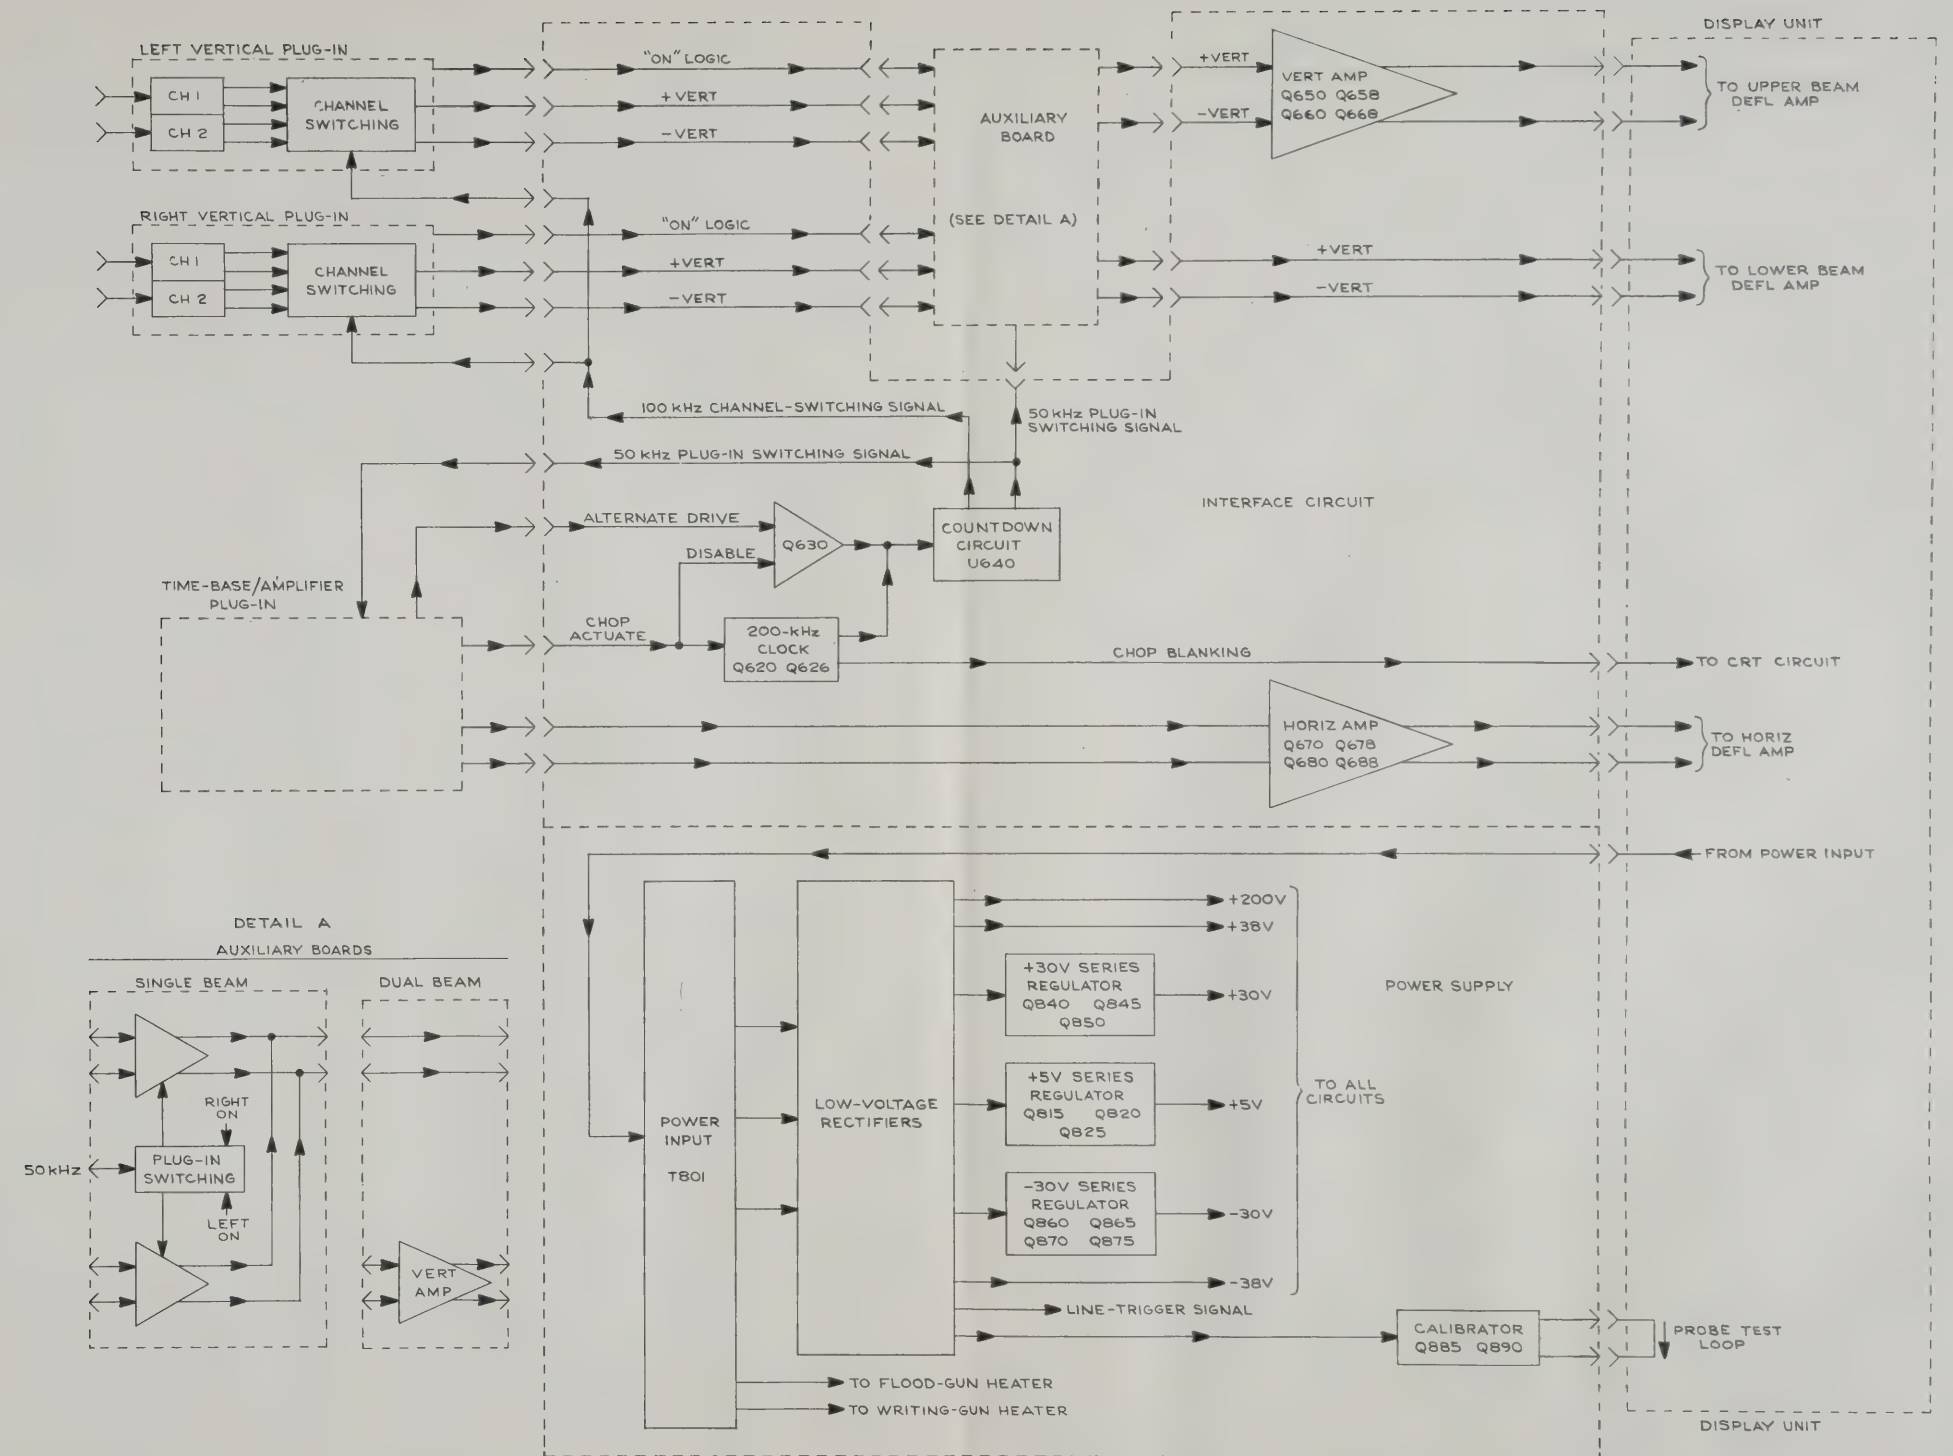 DISPLAY UNIT
LEFT VERTICAL PLUG-IN
CH 1
CH 2
CHANNEL
SWITCHING
"ON" LOGIC
+VERT
-VERT
AUXILIARY
BOARD
(SEE DETAIL A)
+VERT
-VERT
VERT AMP
Q650 Q658
Q660 Q668
TO UPPER BEAM
DEFL AMP
RIGHT VERTICAL PLUG-IN
CH 1
CH 2
CHANNEL
SWITCHING
"ON" LOGIC
+VERT
-VERT
+VERT
-VERT
TO LOWER BEAM
DEFL AMP
100 kHz CHANNEL-SWITCHING SIGNAL
50 kHz PLUG-IN
SWITCHING SIGNAL
50 kHz PLUG-IN SWITCHING SIGNAL
INTERFACE CIRCUIT
ALTERNATE DRIVE
DISABLE
Q630
COUNTDOWN
CIRCUIT
U640
TIME-BASE/AMPLIFIER
PLUG-IN
CHOP
ACTUATE
200-kHz
CLOCK
Q620 Q626
CHOP BLANKING
TO CRT CIRCUIT
HORIZ AMP
Q670 Q678
Q680 Q688
TO HORIZ
DEFL AMP
FROM POWER INPUT
POWER
INPUT
T801
LOW-VOLTAGE
RECTIFIERS
+200V
+38V
+30V SERIES
REGULATOR
Q840 Q845
Q850
+30V
POWER SUPPLY
+5V SERIES
REGULATOR
Q815 Q820
Q825
+5V
TO ALL
CIRCUITS
-30V SERIES
REGULATOR
Q860 Q865
Q870 Q875
-30V
-38V
LINE-TRIGGER SIGNAL
CALIBRATOR
Q885 Q890
PROBE TEST
LOOP
TO FLOOD-GUN HEATER
TO WRITING-GUN HEATER
DISPLAY UNIT
DETAIL A
AUXILIARY BOARDS
SINGLE BEAM
DUAL BEAM
RIGHT
ON
50 kHz
PLUG-IN
SWITCHING
LEFT
ON
VERT
AMP